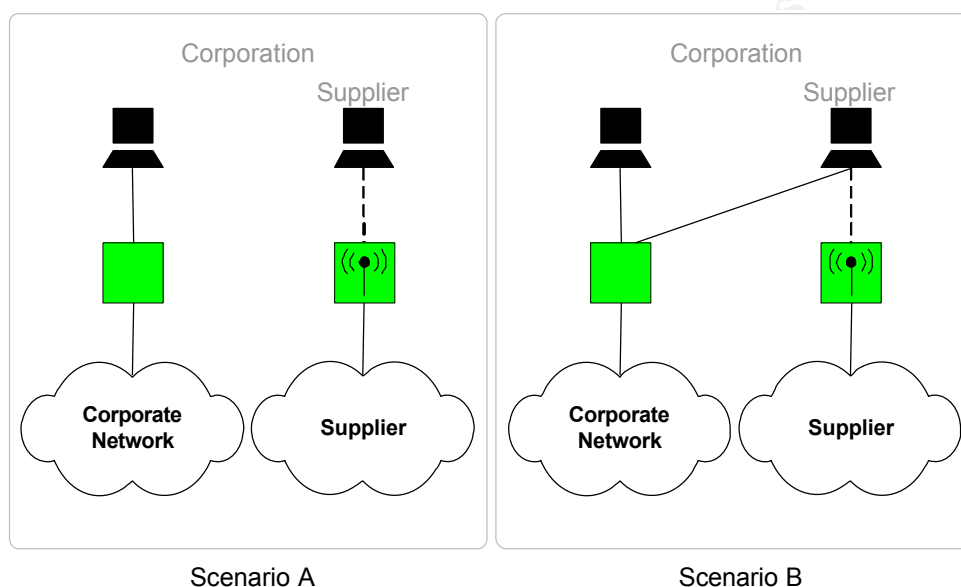 Corporation
Supplier
Corporate
Network
Supplier
Scenario A
Corporation
Supplier
Corporate
Network
Supplier
Scenario B